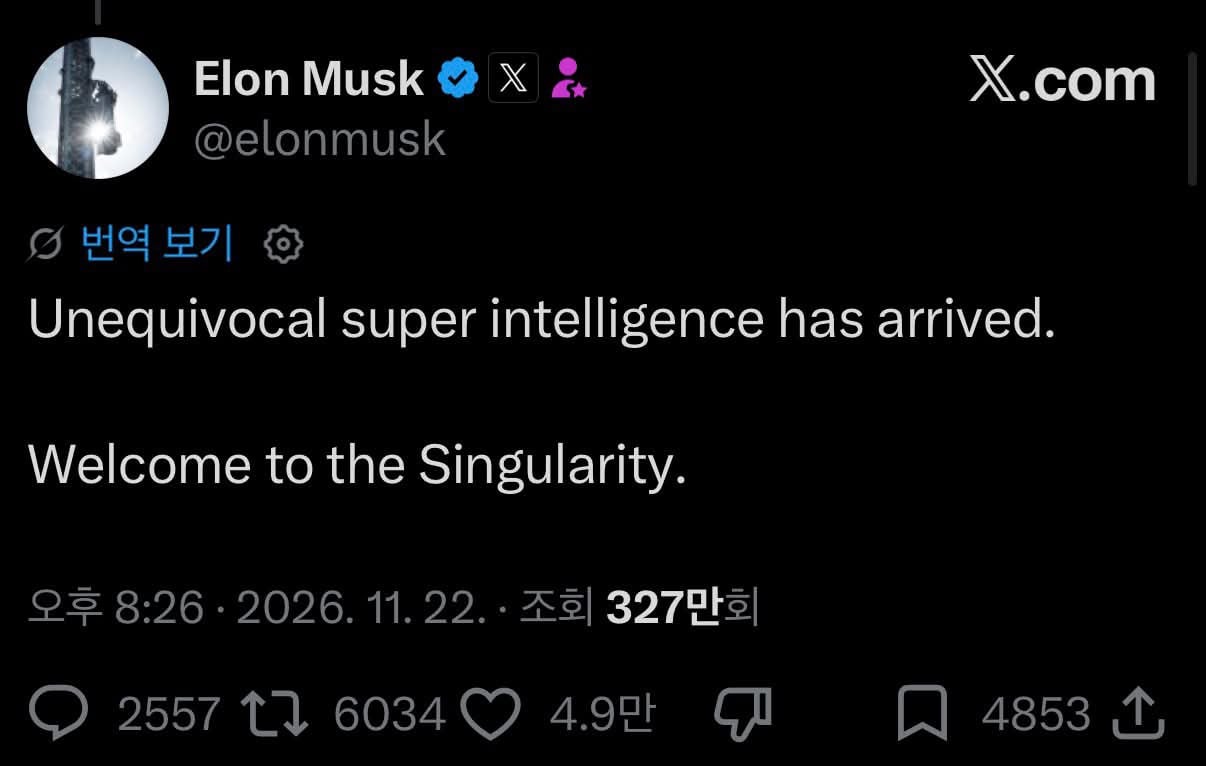 Elon Musk
X.com
@elonmusk
번역 보기
Unequivocal super intelligence has arrived.
Welcome to the Singularity.
오후 8:26 · 2026. 11. 22. · 조회 327만회
2557 6034 4.9만 4853